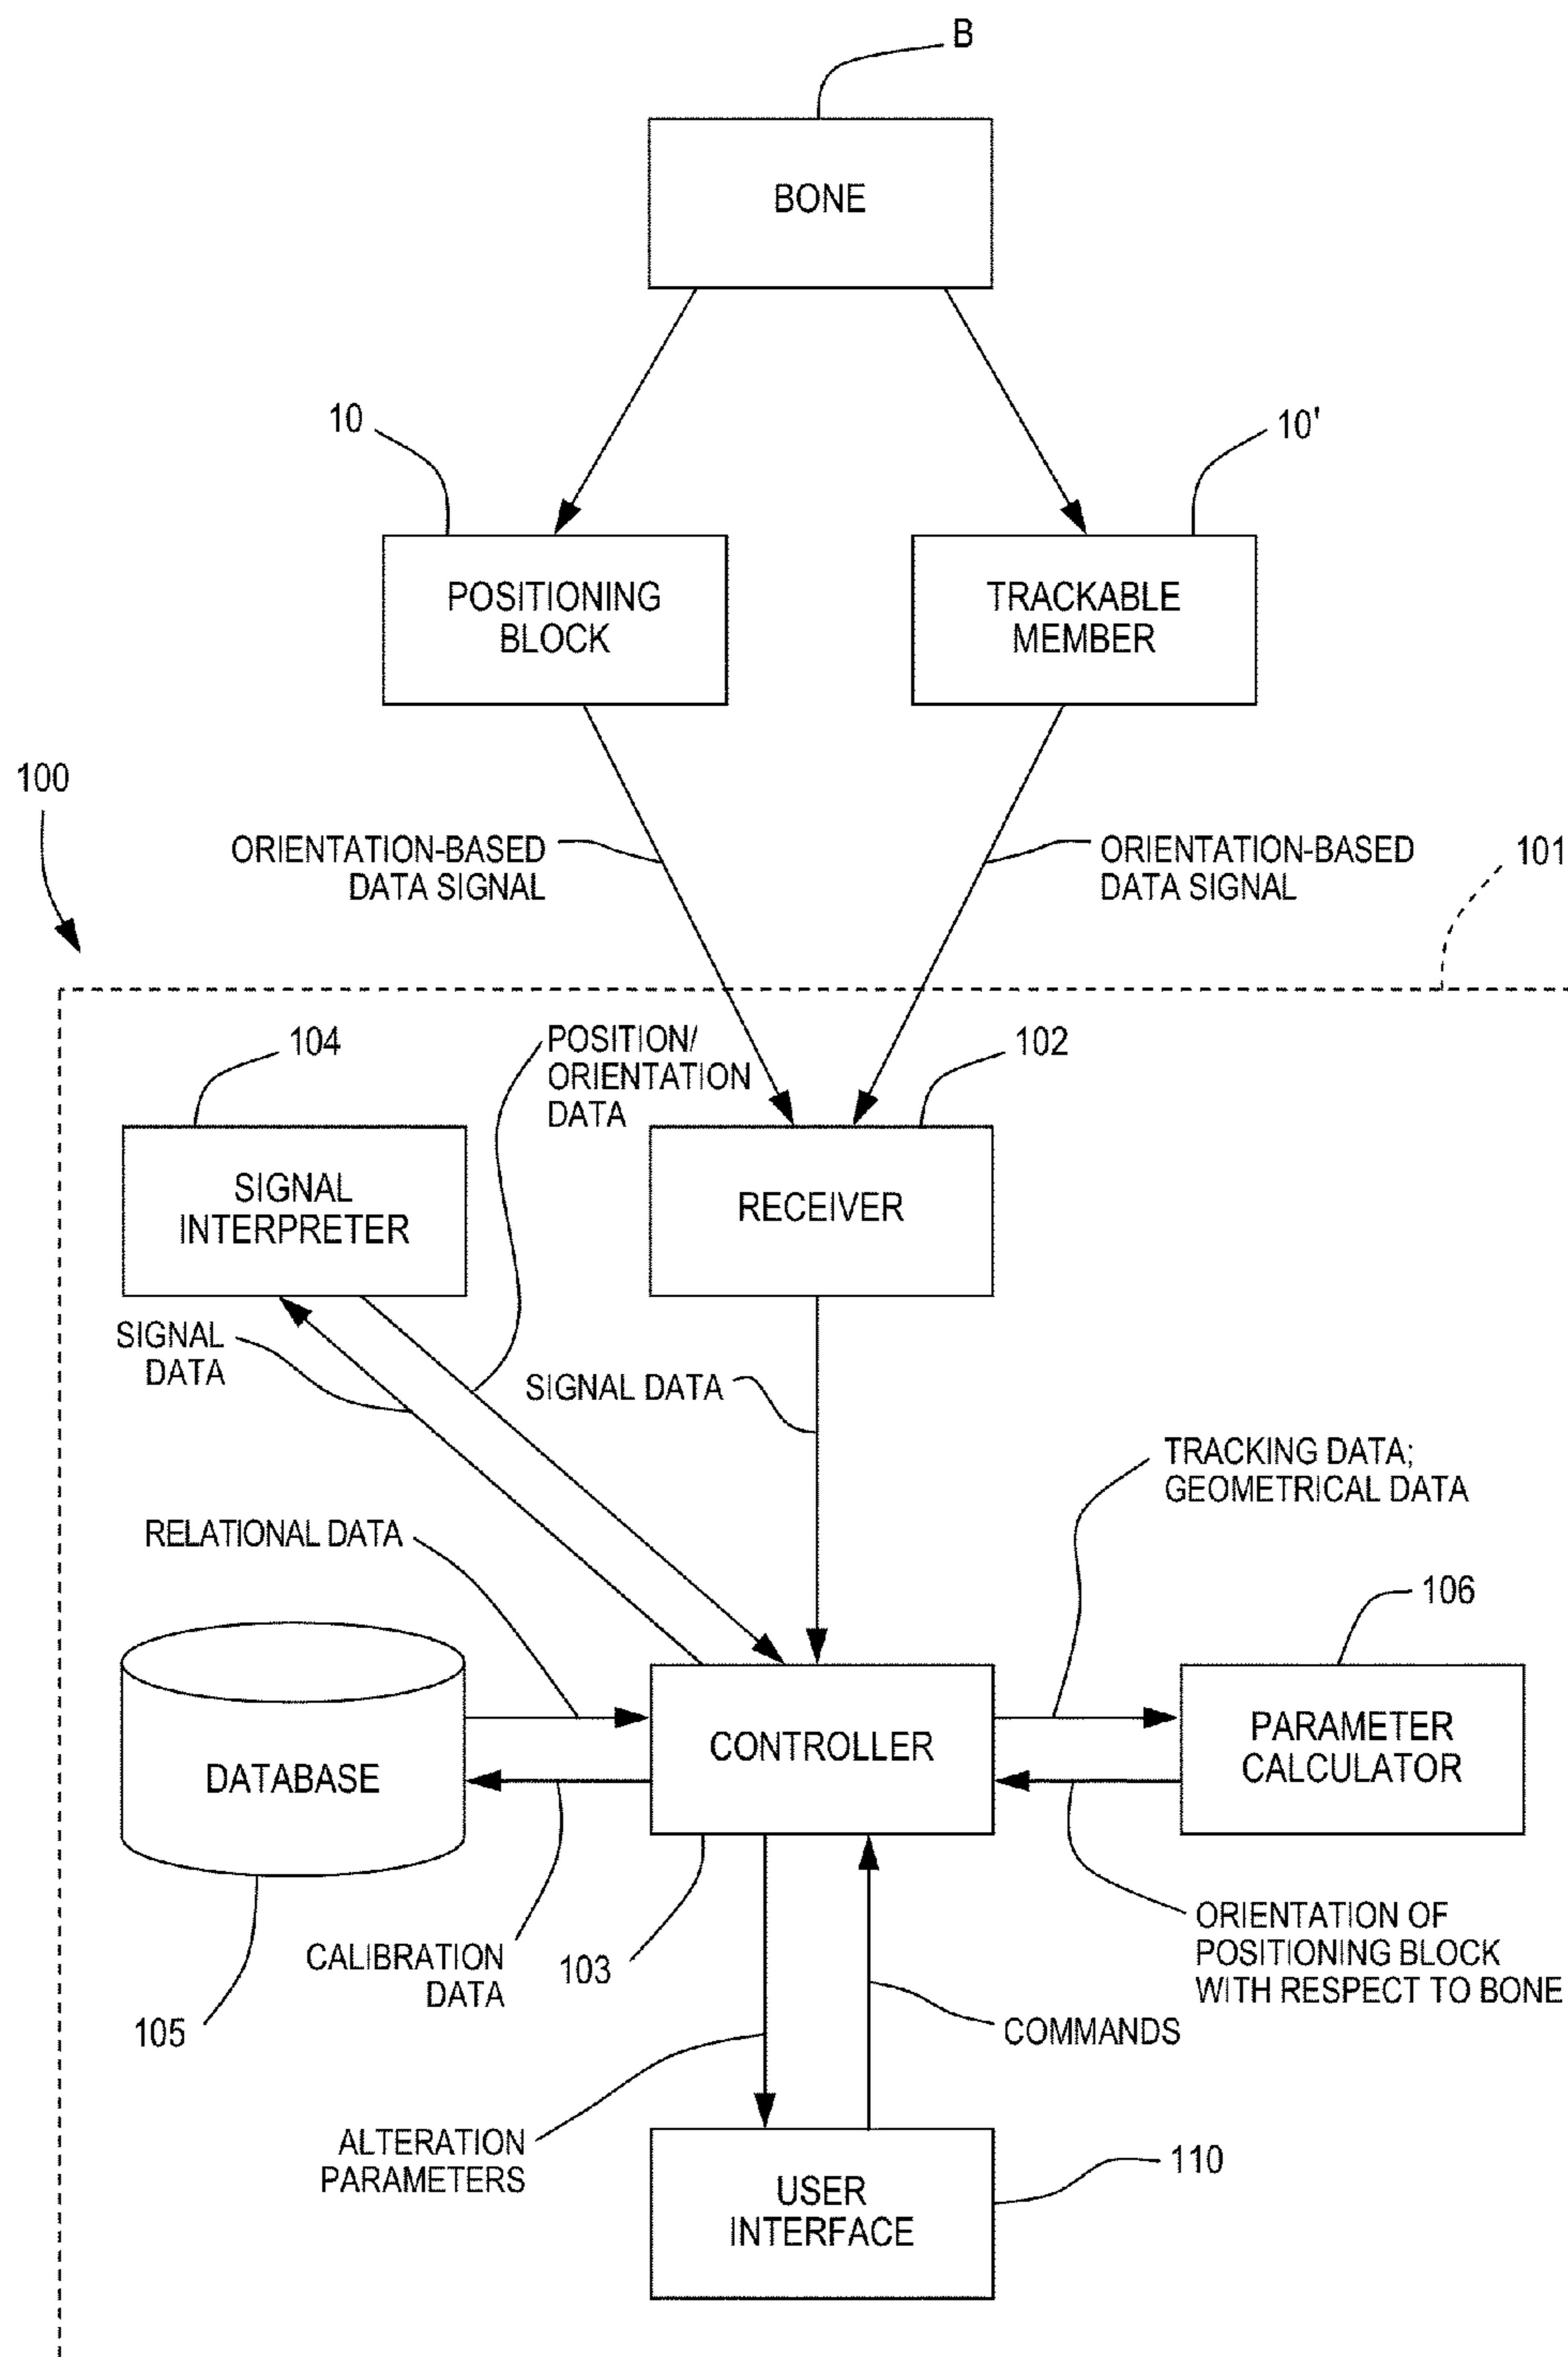 B
BONE
10
10'
POSITIONING
BLOCK
TRACKABLE
MEMBER
100
ORIENTATION-BASED
DATA SIGNAL
ORIENTATION-BASED
DATA SIGNAL
101
104
POSITION/
ORIENTATION
DATA
102
SIGNAL
INTERPRETER
RECEIVER
SIGNAL
DATA
SIGNAL DATA
TRACKING DATA;
GEOMETRICAL DATA
RELATIONAL DATA
106
DATABASE
CONTROLLER
PARAMETER
CALCULATOR
CALIBRATION
DATA
103
ORIENTATION OF
POSITIONING BLOCK
WITH RESPECT TO BONE
105
COMMANDS
ALTERATION
PARAMETERS
USER
INTERFACE
110